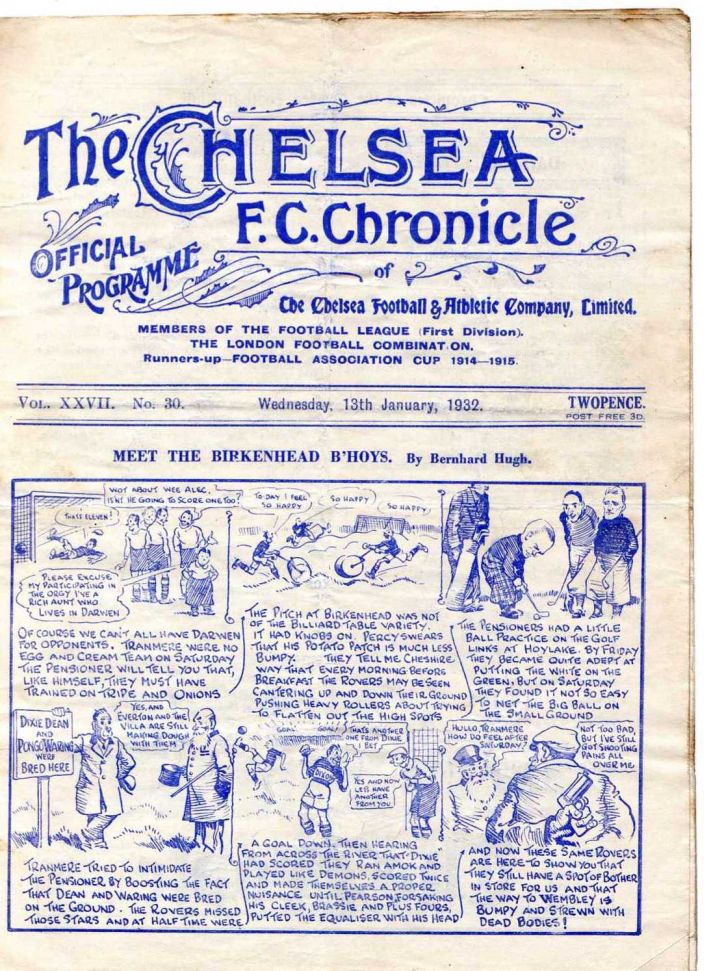 The CHELSEA
F.C. Chronicle
OFFICIAL
PROGRAMME
of
The Chelsea Football & Athletic Company, Limited.
MEMBERS OF THE FOOTBALL LEAGUE (First Division).
THE LONDON FOOTBALL COMBINAT ON.
Runners-up—FOOTBALL ASSOCIATION CUP 1914—1915.
VOL. XXVII. No. 30. Wednesday, 13th January, 1932. TWOPENCE.
POST FREE 3D.
MEET THE BIRKENHEAD B'HOYS. By Bernhard Hugh.
WOT ABOUT WEE ALEC,
ISN'T HE GOING TO SCORE ONE TOO?
THAT'S ELEVEN!
PLEASE EXCUSE
MY PARTICIPATING IN
THE ORGY I'VE A
RICH AUNT WHO
LIVES IN DARWEN
OF COURSE WE CAN'T ALL HAVE DARWEN
FOR OPPONENTS. TRANMERE WERE NO
EGG AND CREAM TEAM ON SATURDAY
THE PENSIONER WILL TELL YOU THAT,
LIKE HIMSELF, THEY MUST HAVE
TRAINED ON TRIPE AND ONIONS
TO-DAY I FEEL
SO HAPPY
SO HAPPY
SO HAPPY
THE PITCH AT BIRKENHEAD WAS NOT
OF THE BILLIARD TABLE VARIETY.
IT HAD KNOBS ON. PERCY SWEARS
THAT HIS POTATO PATCH IS MUCH LESS
BUMPY. THEY TELL ME CHESHIRE
WAY THAT EVERY MORNING BEFORE
BREAKFAST THE ROVERS MAY BE SEEN
CANTERING UP AND DOWN THEIR GROUND
PUSHING HEAVY ROLLERS ABOUT TRYING
TO FLATTEN OUT THE HIGH SPOTS
THE PENSIONERS HAD A LITTLE
BALL PRACTICE ON THE GOLF
LINKS AT HOYLAKE. BY FRIDAY
THEY BECAME QUITE ADEPT AT
PUTTING THE WHITE ON THE
GREEN, BUT ON SATURDAY
THEY FOUND IT NOT SO EASY
TO NET THE BIG BALL ON
THE SMALL GROUND
DIXIE DEAN
AND
PONGO WARING
WERE
BRED HERE
YES, AND
EVERTON AND THE
VILLA ARE STILL
MAKING DOUGH
WITH THEM
TRANMERE TRIED TO INTIMIDATE
THE PENSIONER BY BOOSTING THE FACT
THAT DEAN AND WARING WERE BRED
ON THE GROUND. THE ROVERS MISSED
THOSE STARS AND AT HALF TIME WERE
GOAL GOAL
THAT'S ANOTHER
ONE FROM DIXIE
I BET
DIXON
YES AND NOW
LET'S HAVE
ANOTHER
FROM YOU
A GOAL DOWN. THEN HEARING
FROM ACROSS THE RIVER THAT "DIXIE"
HAD SCORED THEY RAN AMOK AND
PLAYED LIKE DEMONS, SCORED TWICE
AND MADE THEMSELVES A PROPER
NUISANCE UNTIL PEARSON, FORSAKING
HIS CLEEK, BRASSIE AND PLUS FOURS,
PUTTED THE EQUALISER WITH HIS HEAD
HULLO, TRANMERE
HOW DO FEEL AFTER
SATURDAY?
NOT TOO BAD,
BUT I'VE STILL
GOT SHOOTING
PAINS ALL
OVER ME
AND NOW THESE SAME ROVERS
ARE HERE TO SHOW YOU THAT
THEY STILL HAVE A SPOT OF BOTHER
IN STORE FOR US AND THAT
THE WAY TO WEMBLEY IS
BUMPY AND STREWN WITH
DEAD BODIES!